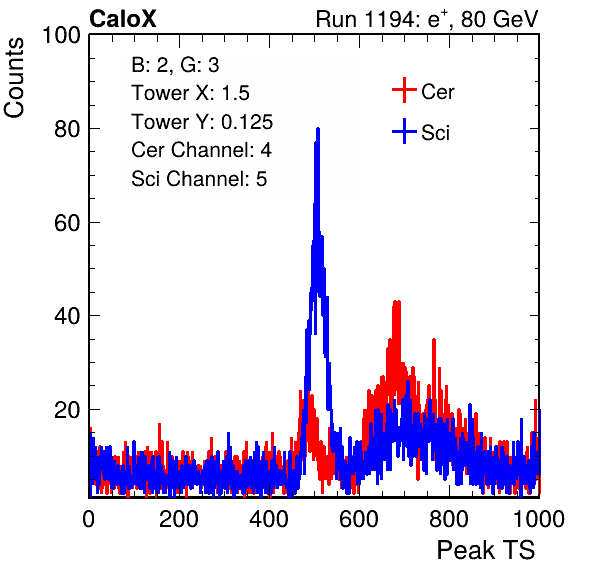 CaloX Run 1194: e⁺, 80 GeV
B: 2, G: 3
Tower X: 1.5
Tower Y: 0.125
Cer Channel: 4
Sci Channel: 5
Cer
Sci
Counts
100
80
60
40
20
0 200 400 600 800 1000
Peak TS